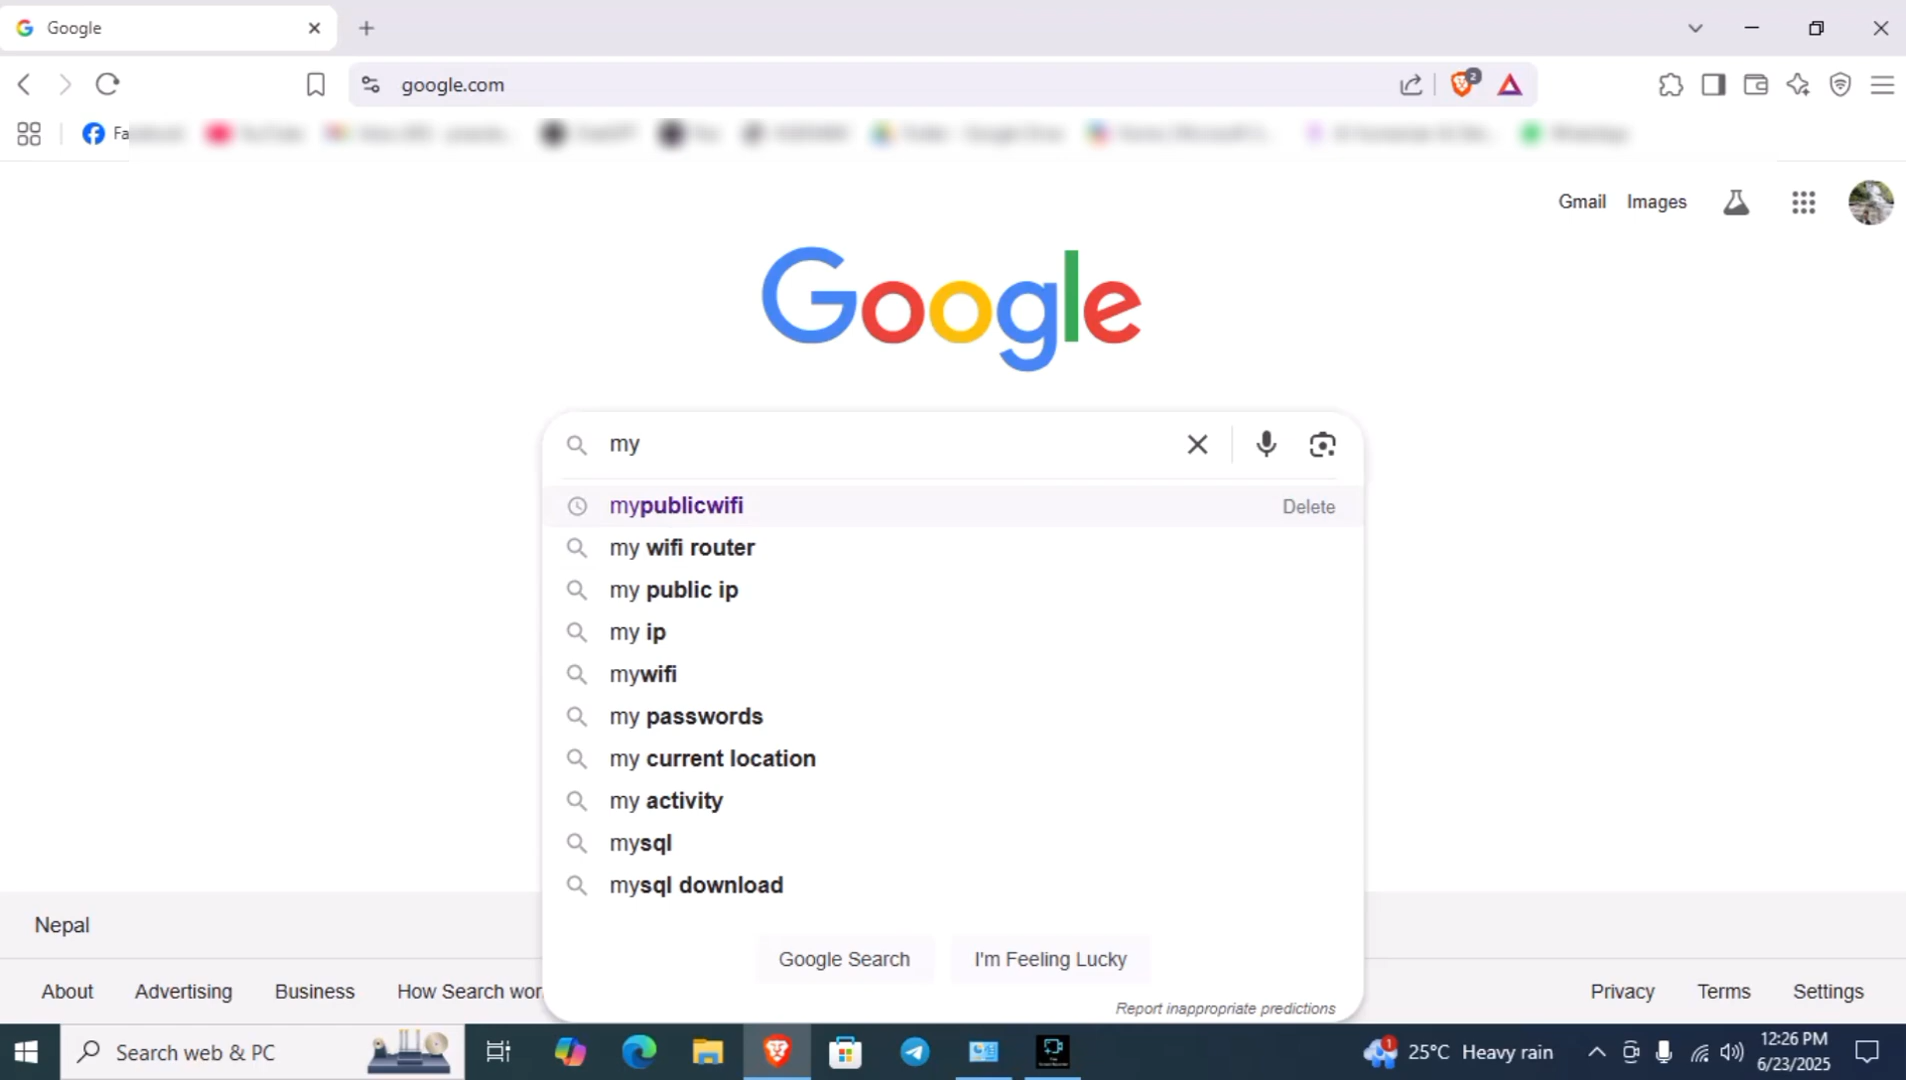 Google
google.com
2
Fa
Gmail
Images
Google
my
mypublicwifi
Delete
my wifi router
my public ip
my ip
mywifi
my passwords
my current location
my activity
mysql
mysql download
Google Search
I'm Feeling Lucky
Report inappropriate predictions
Nepal
About
Advertising
Business
How Search wor
Privacy
Terms
Settings
Search web & PC
1
25°C Heavy rain
12:26 PM
6/23/2025